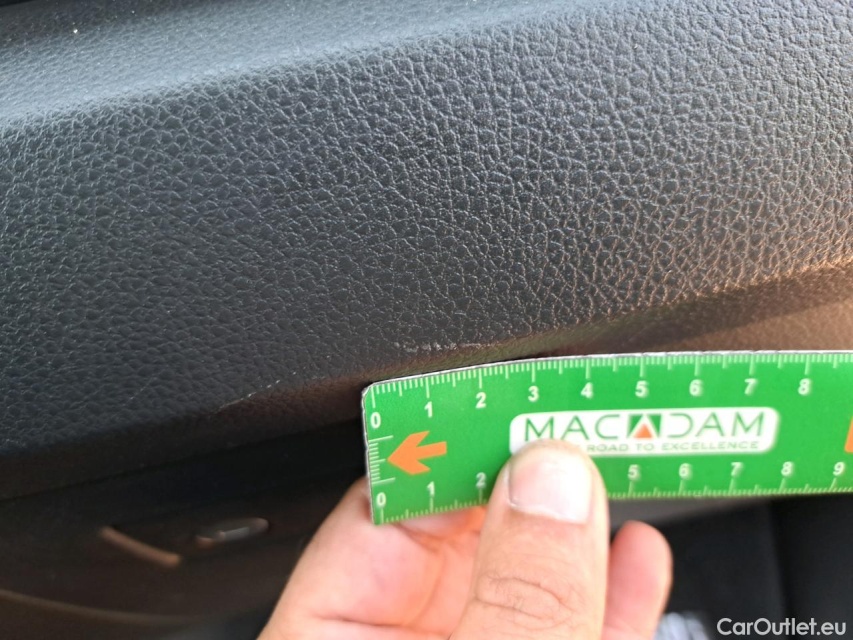 0 1 2 3 4 5 6 7 8
MACADAM
ROAD TO EXCELLENCE
0 1 2 5 6 7 8 9
CarOutlet.eu